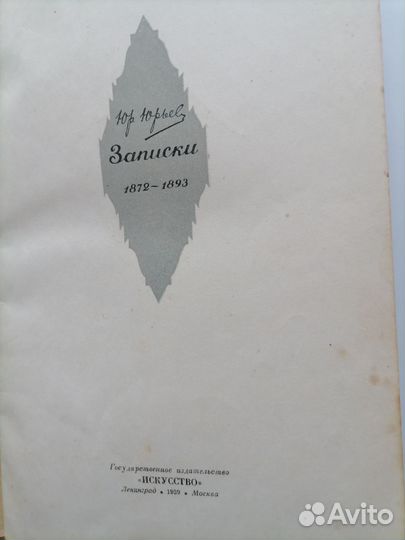 Юр Юрьев
Записки
1872–1893
Государственное издательство
«ИСКУССТВО»
Ленинград • 1939 • Москва
Avito